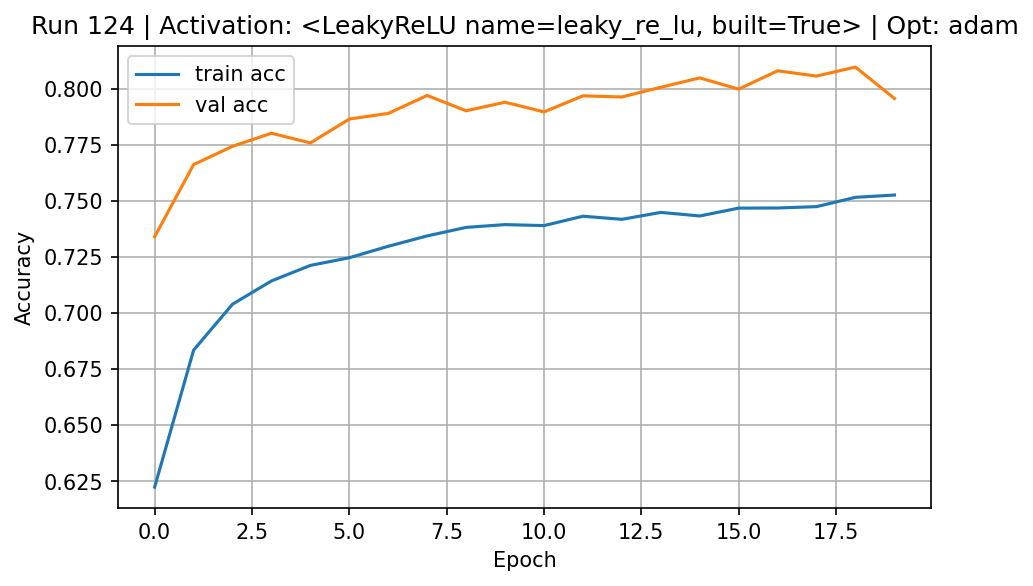 Run 124 | Activation: <LeakyReLU name=leaky_re_lu, built=True> | Opt: adam
train acc
val acc
0.800
0.775
0.750
0.725
0.700
0.675
0.650
0.625
Accuracy
0.0 2.5 5.0 7.5 10.0 12.5 15.0 17.5
Epoch